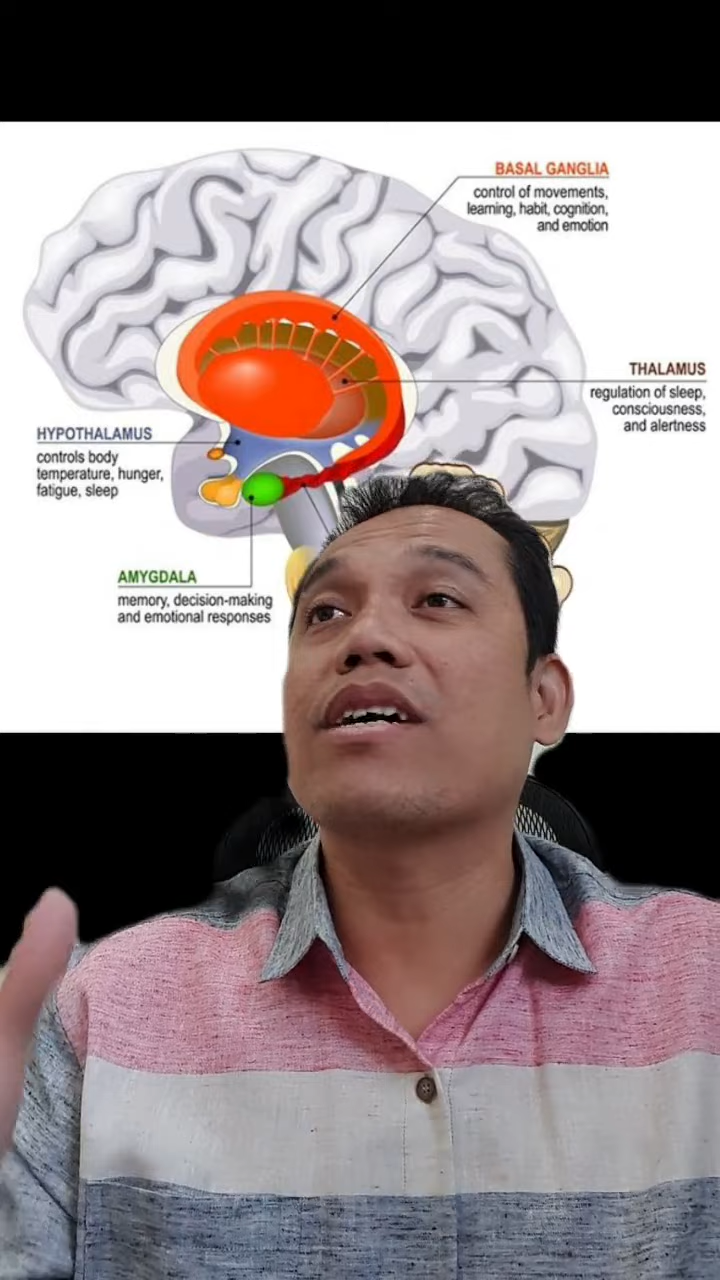 BASAL GANGLIA
control of movements,
learning, habit, cognition,
and emotion
THALAMUS
regulation of sleep,
consciousness,
and alertness
HYPOTHALAMUS
controls body
temperature, hunger,
fatigue, sleep
AMYGDALA
memory, decision-making
and emotional responses